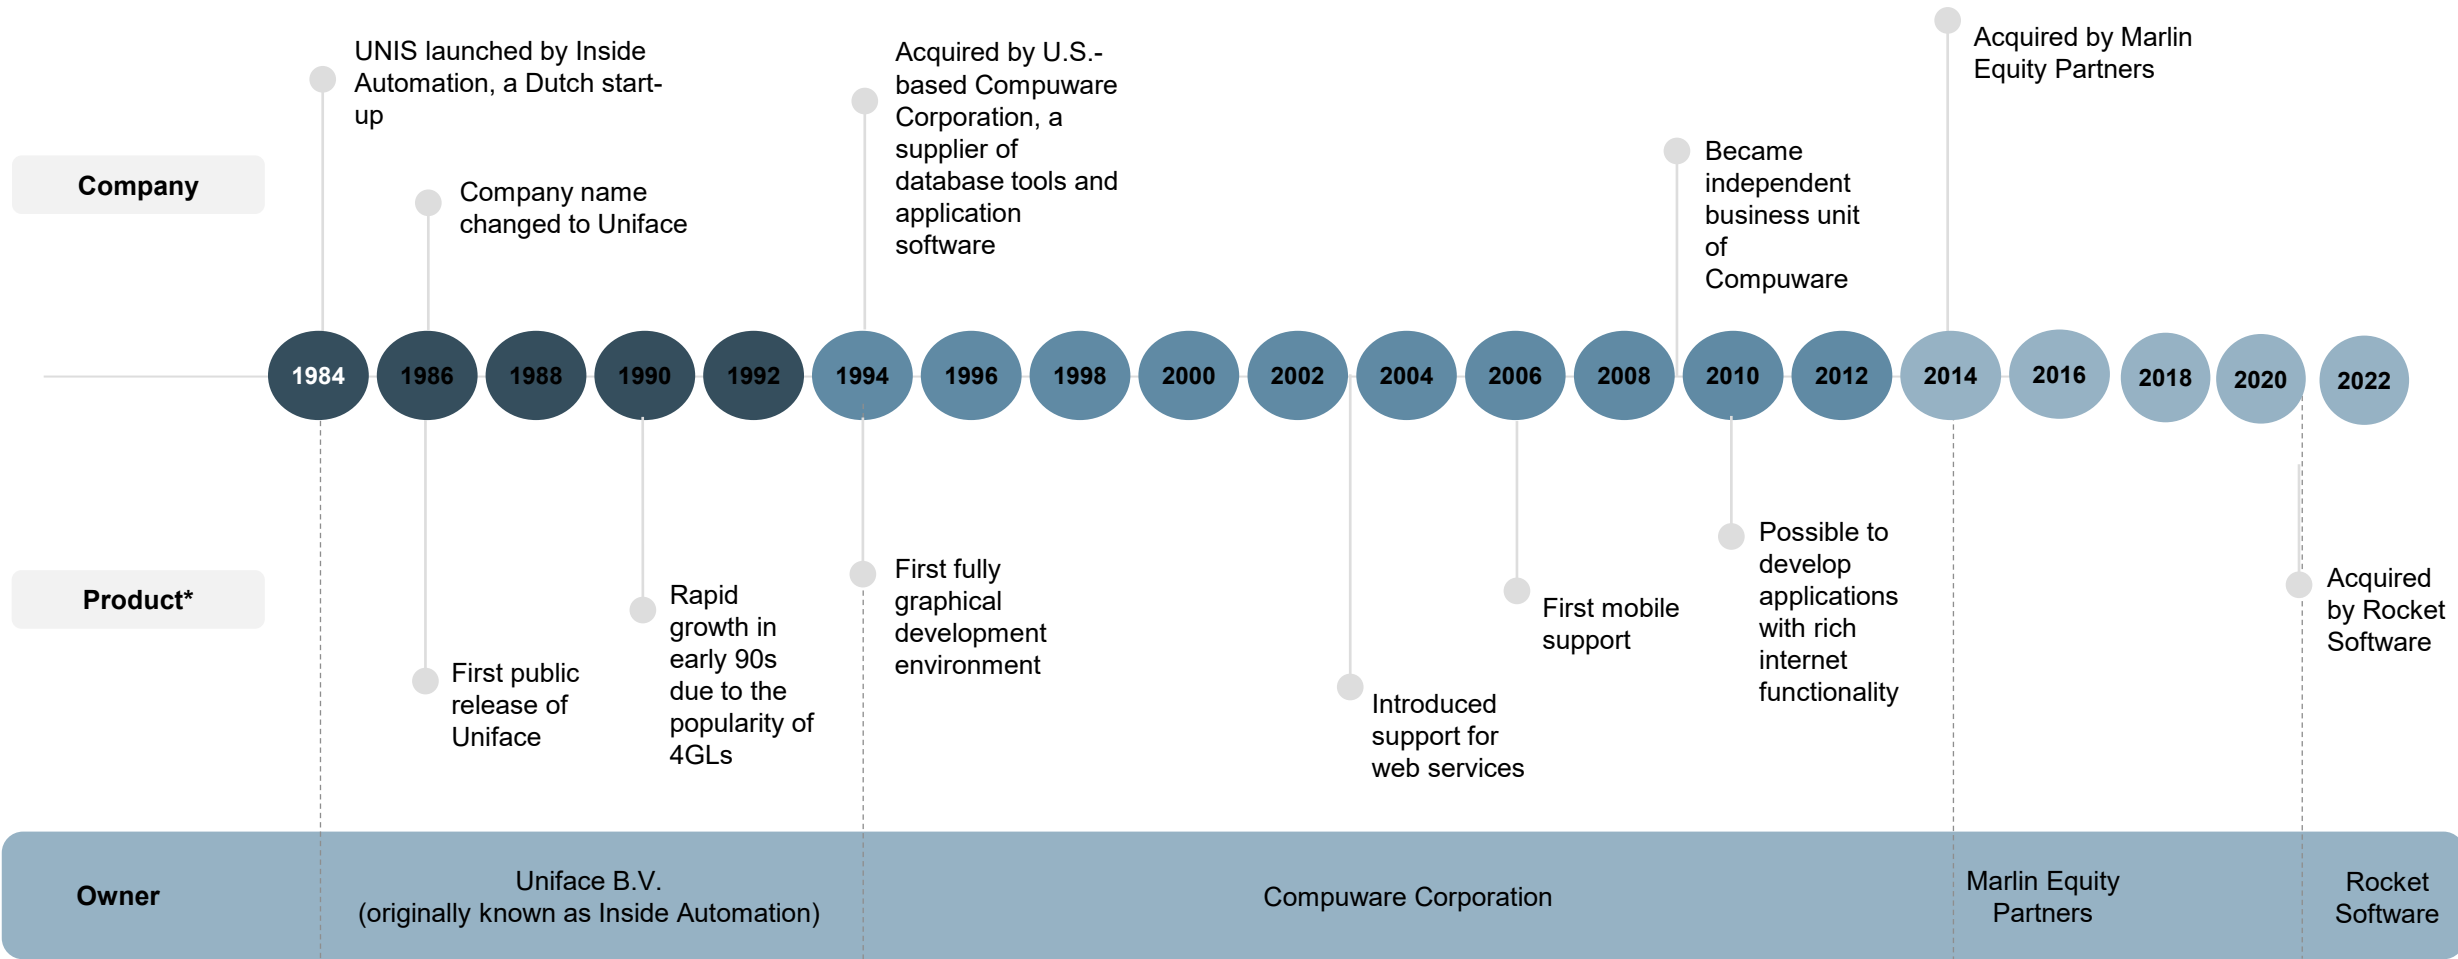 UNIS launched by Inside
Automation, a Dutch start-
up
Company name
changed to Uniface
Acquired by U.S.-
based Compuware
Corporation, a
supplier of
database tools and
application
software
Became
independent
business unit
of
Compuware
Acquired by Marlin
Equity Partners
Company
1984
1986
1988
1990
1992
1994
1996
1998
2000
2002
2004
2006
2008
2010
2012
2014
2016
2018
2020
2022
Product*
First public
release of
Uniface
Rapid
growth in
early 90s
due to the
popularity of
4GLs
First fully
graphical
development
environment
Introduced
support for
web services
First mobile
support
Possible to
develop
applications
with rich
internet
functionality
Acquired
by Rocket
Software
Owner
Uniface B.V.
(originally known as Inside Automation)
Compuware Corporation
Marlin Equity
Partners
Rocket
Software